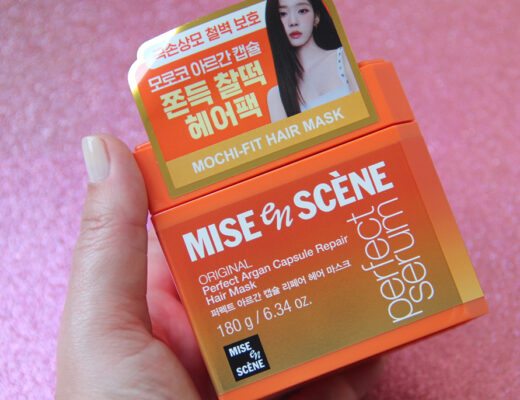 극손상모 철벽 보호
모로코 아르간 캡슐
쫀득 찰떡
헤어팩
MOCHI-FIT HAIR MASK
MISE en SCÈNE
ORIGINAL
Perfect Argan Capsule Repair
Hair Mask
퍼펙트 아르간 캡슐 리페어 헤어 마스크
180 g / 6.34 oz.
perfect
serum
MISE
en
SCÈNE